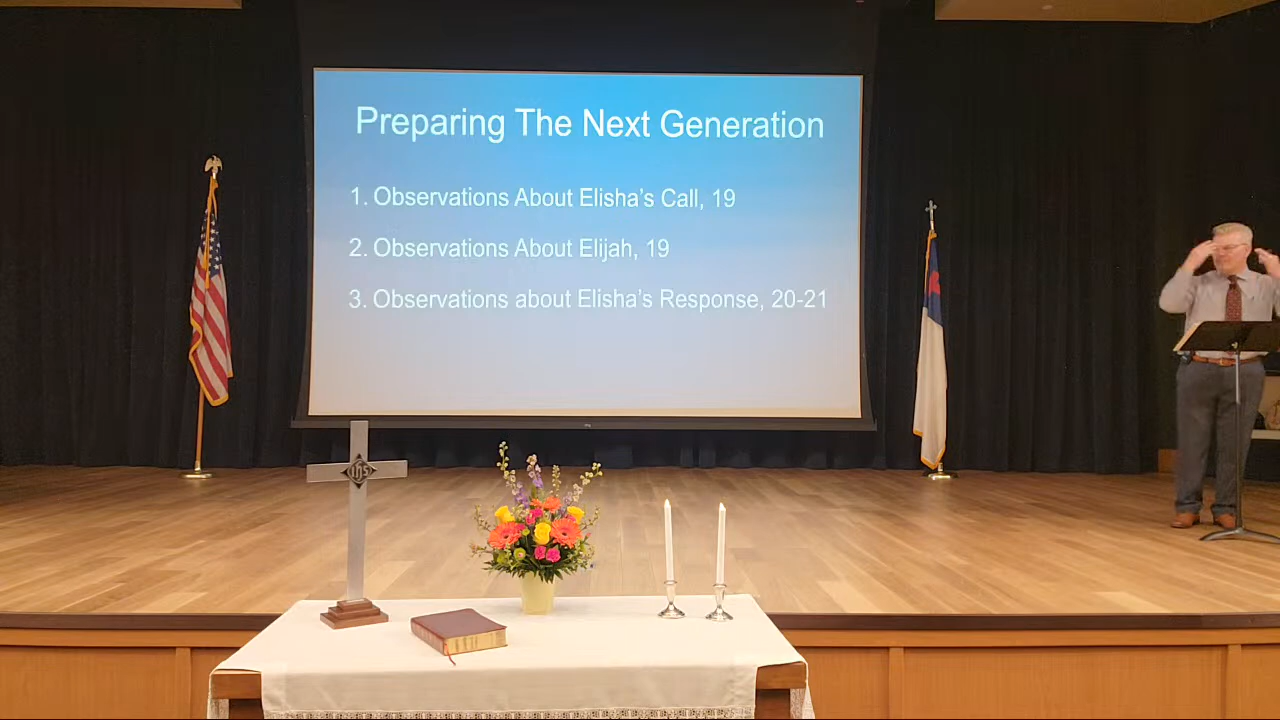 Preparing The Next Generation
1. Observations About Elisha's Call, 19
2. Observations About Elijah, 19
3. Observations about Elisha's Response, 20-21
IHS